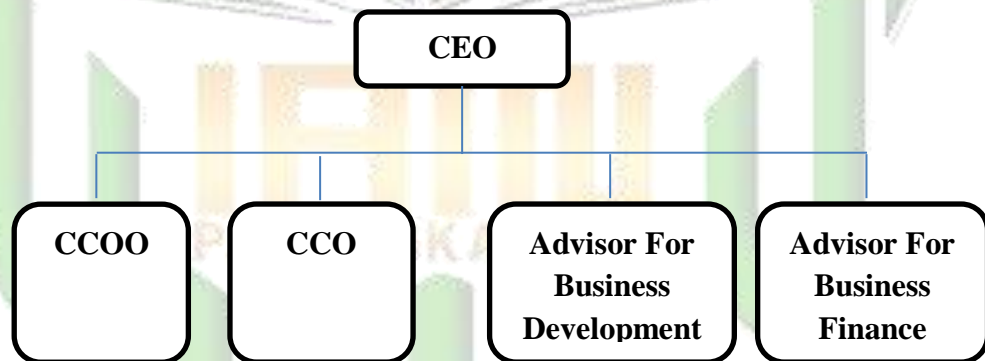 CEO
CCOO
CCO
Advisor For
Business
Development
Advisor For
Business
Finance